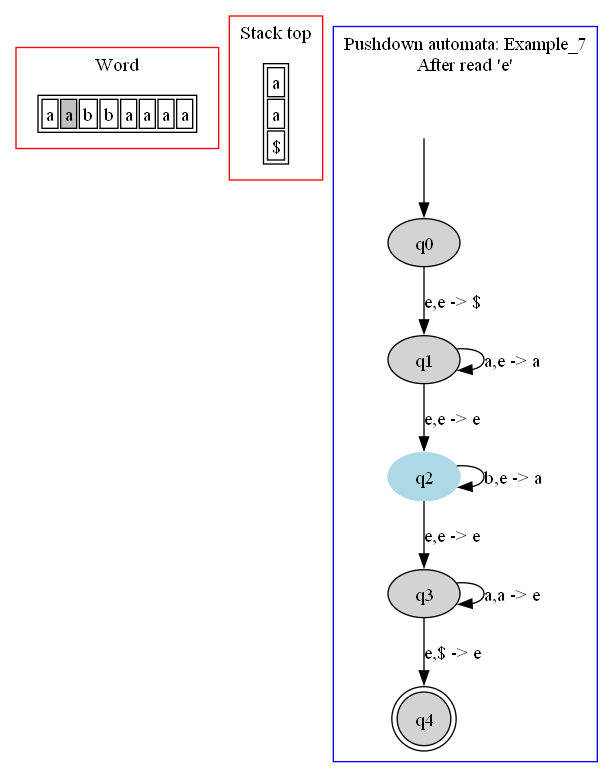 Word
a a b b a a a a
Stack top
a
a
$
Pushdown automata: Example_7
After read 'e'
q0
e,e -> $
q1
a,e -> a
e,e -> e
q2
b,e -> a
e,e -> e
q3
a,a -> e
e,$ -> e
q4